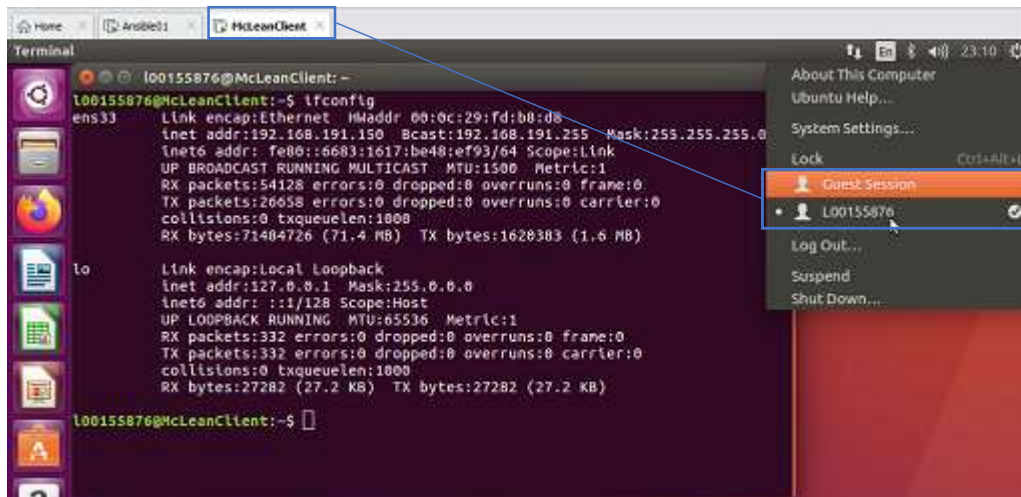 Home
Ansible01
McLeanClient
Terminal
En
23:10
l00155876@McLeanClient: ~
l00155876@McLeanClient:~$ ifconfig
ens33 Link encap:Ethernet HWaddr 00:0c:29:fd:b8:d8
inet addr:192.168.191.150 Bcast:192.168.191.255 Mask:255.255.255.0
inet6 addr: fe80::6683:1617:be48:ef93/64 Scope:Link
UP BROADCAST RUNNING MULTICAST MTU:1500 Metric:1
RX packets:54128 errors:0 dropped:0 overruns:0 frame:0
TX packets:26658 errors:0 dropped:0 overruns:0 carrier:0
collisions:0 txqueuelen:1000
RX bytes:71484726 (71.4 MB) TX bytes:1620383 (1.6 MB)
lo Link encap:Local Loopback
inet addr:127.0.0.1 Mask:255.0.0.0
inet6 addr: ::1/128 Scope:Host
UP LOOPBACK RUNNING MTU:65536 Metric:1
RX packets:332 errors:0 dropped:0 overruns:0 frame:0
TX packets:332 errors:0 dropped:0 overruns:0 carrier:0
collisions:0 txqueuelen:1000
RX bytes:27282 (27.2 KB) TX bytes:27282 (27.2 KB)
l00155876@McLeanClient:~$
About This Computer
Ubuntu Help...
System Settings...
Lock Ctrl+Alt+L
Guest Session
L00155876
Log Out...
Suspend
Shut Down...